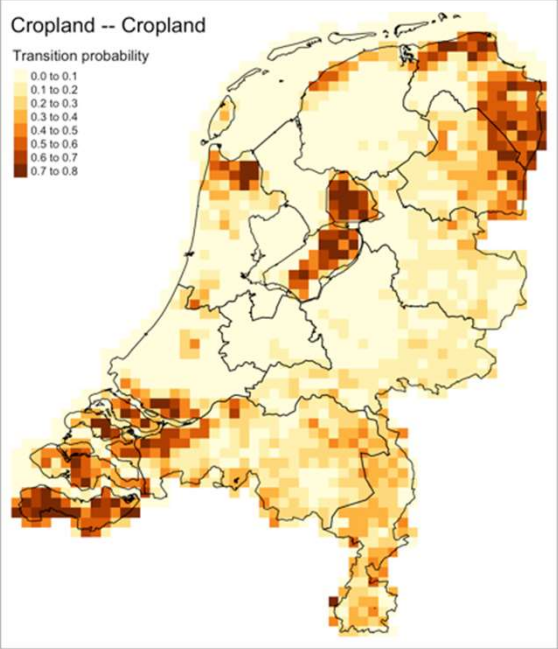 Cropland -- Cropland
Transition probability
0.0 to 0.1
0.1 to 0.2
0.2 to 0.3
0.3 to 0.4
0.4 to 0.5
0.5 to 0.6
0.6 to 0.7
0.7 to 0.8